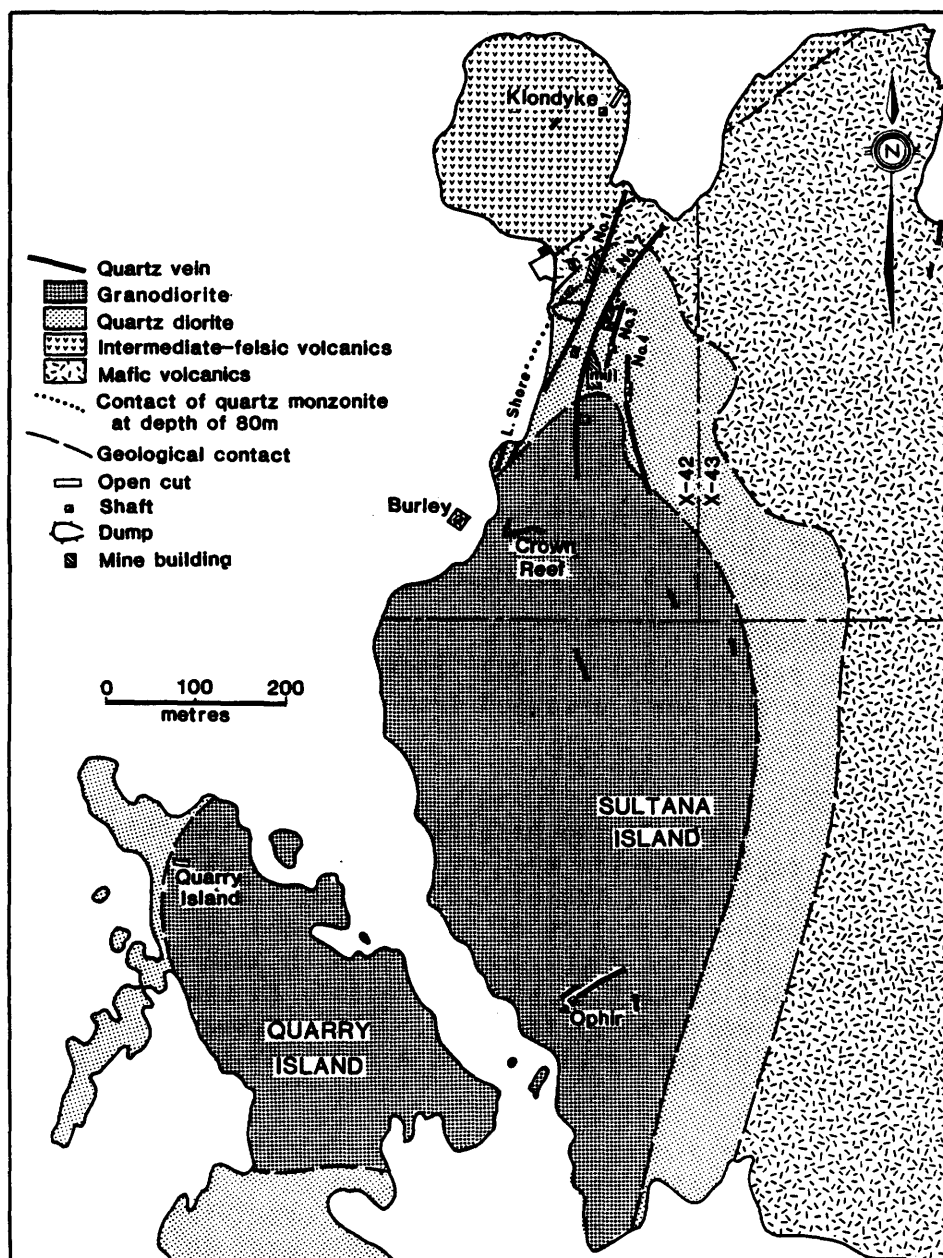 Klondyke
N
No. 1
No. 2
No. 3
No. 4
Quartz vein
Granodiorite
Quartz diorite
Intermediate-felsic volcanics
Mafic volcanics
Contact of quartz monzonite
at depth of 80m
Geological contact
Open cut
Shaft
Dump
Mine building
L. Shore
X-42
X-43
Burley
Crown
Reef
0 100 200
metres
SULTANA
ISLAND
Quarry
Island
QUARRY
ISLAND
Ophir